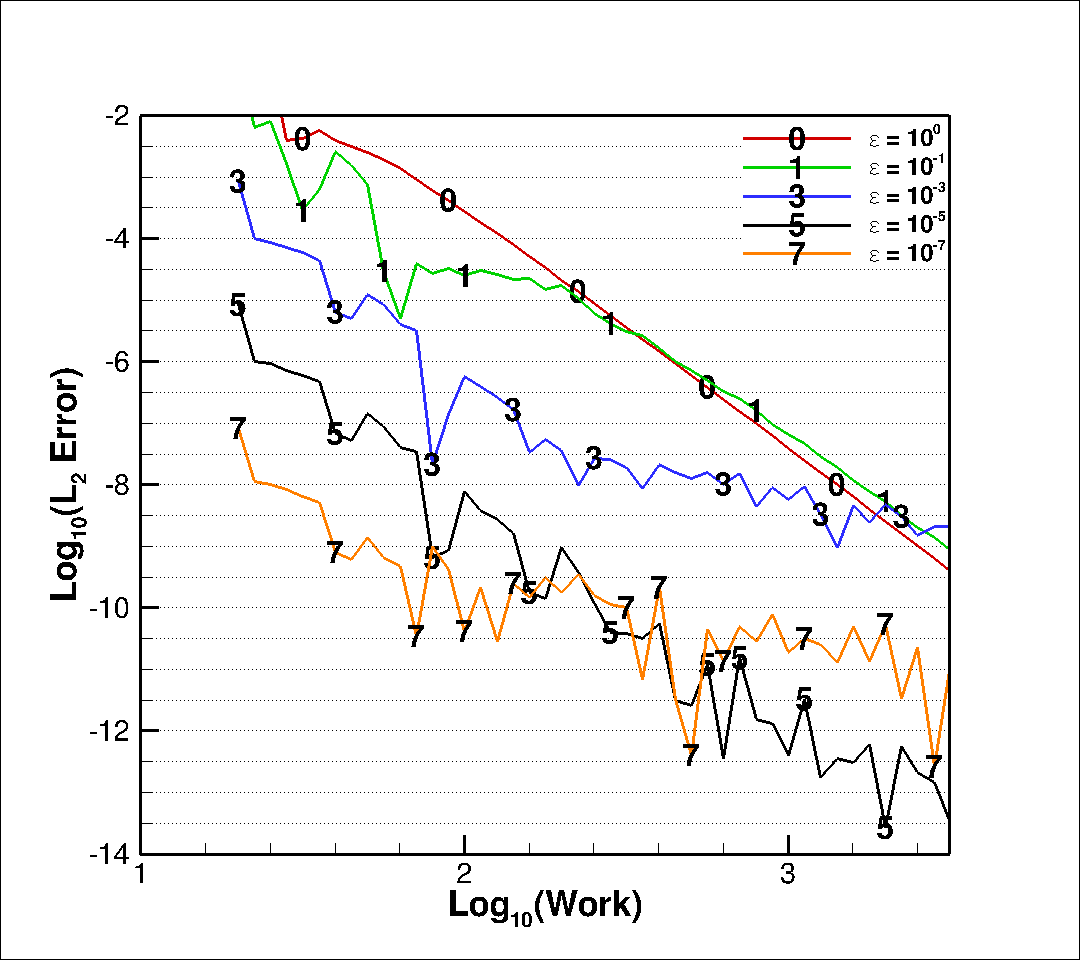 -2
-4
-6
-8
-10
-12
-14
Log10(L2 Error)
1
2
3
Log10(Work)
0 ε = 10^0
1 ε = 10^-1
3 ε = 10^-3
5 ε = 10^-5
7 ε = 10^-7
0 0 0 0 0
1 1 1 1 1 1
3 3 3 3 3 3 3 3
5 5 5 5 5 5 5 5 5
7 7 7 7 7 7 7 7 7 7 7 7